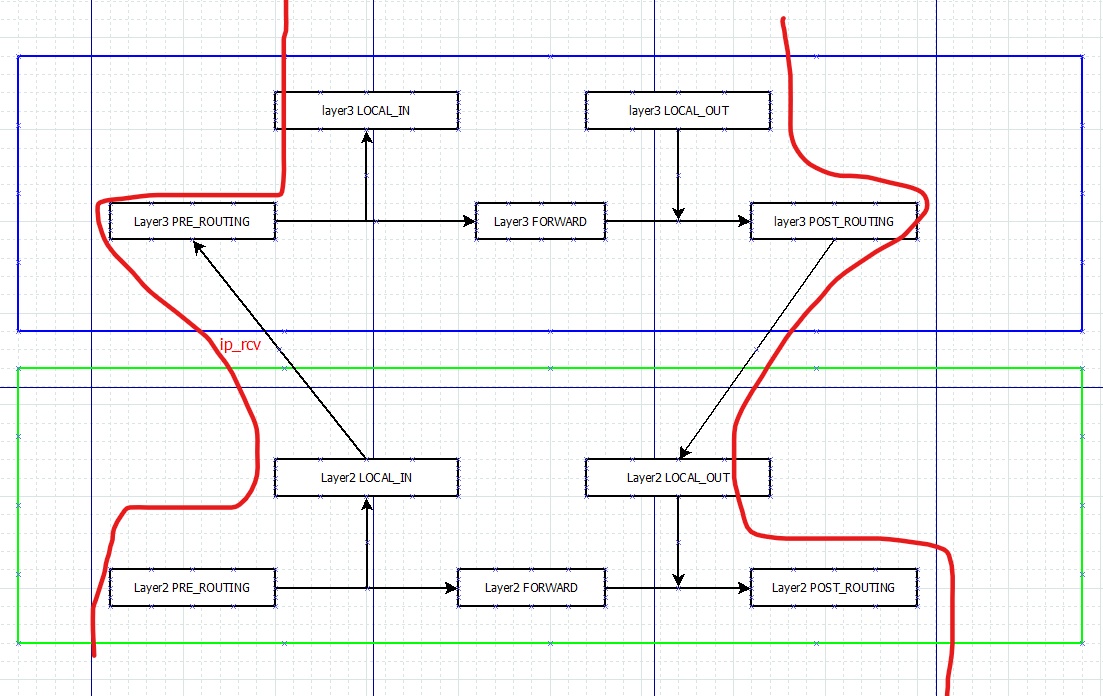 layer3 LOCAL_IN
layer3 LOCAL_OUT
Layer3 PRE_ROUTING
Layer3 FORWARD
layer3 POST_ROUTING
ip_rcv
Layer2 LOCAL_IN
Layer2 LOCAL_OUT
Layer2 PRE_ROUTING
Layer2 FORWARD
Layer2 POST_ROUTING